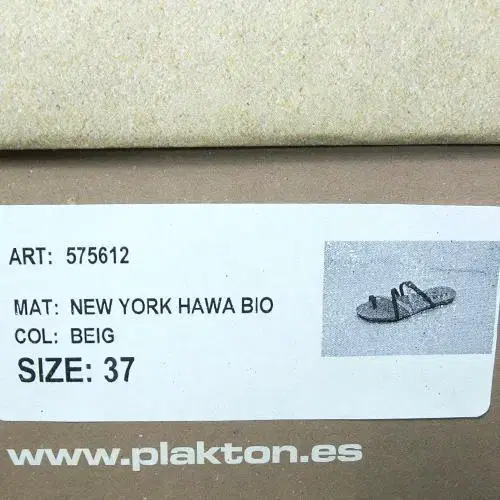 ART: 575612
MAT: NEW YORK HAWA BIO
COL: BEIG
SIZE: 37
www.plakton.es